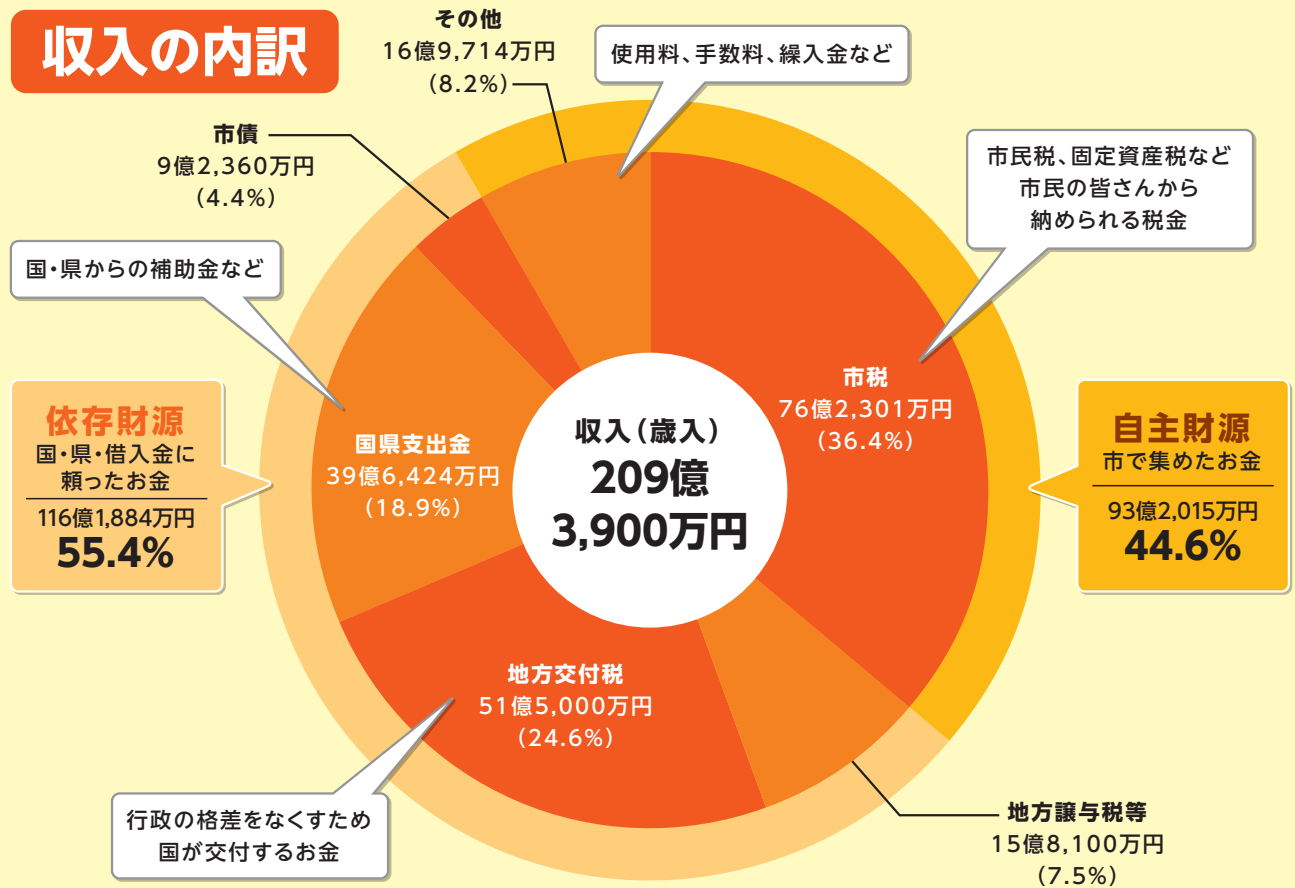 収入の内訳
その他
16億9,714万円
(8.2%)
使用料、手数料、繰入金など
市債
9億2,360万円
(4.4%)
市民税、固定資産税など
市民の皆さんから
納められる税金
国・県からの補助金など
市税
76億2,301万円
(36.4%)
依存財源
国・県・借入金に
頼ったお金
116億1,884万円
55.4%
国県支出金
39億6,424万円
(18.9%)
収入(歳入)
209億
3,900万円
自主財源
市で集めたお金
93億2,015万円
44.6%
地方交付税
51億5,000万円
(24.6%)
行政の格差をなくすため
国が交付するお金
地方譲与税等
15億8,100万円
(7.5%)